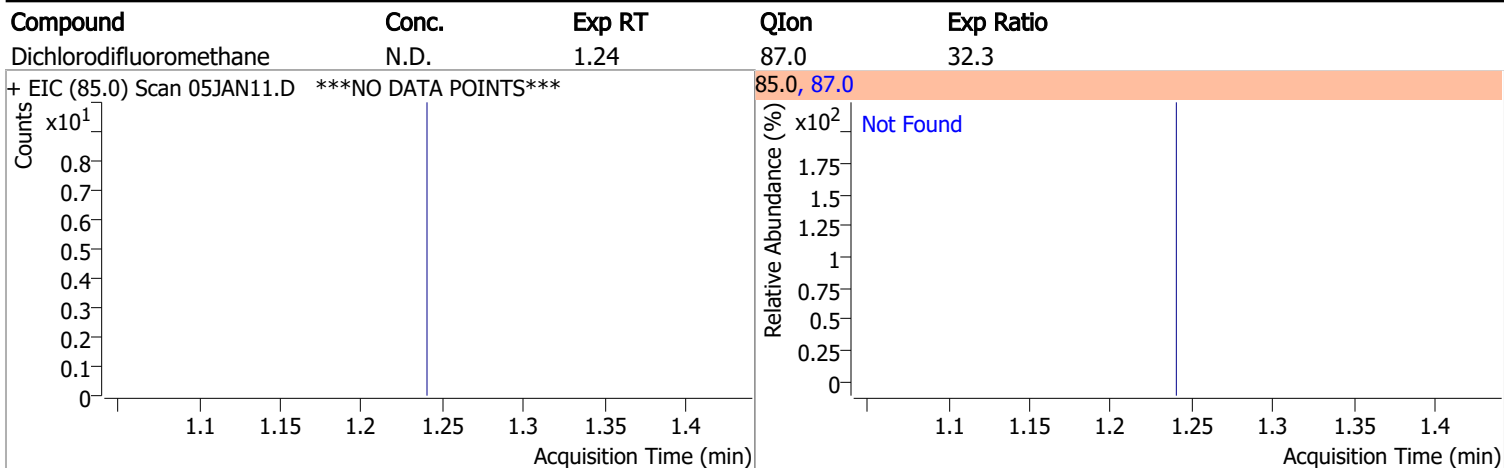 Compound Conc. Exp RT QIon Exp Ratio
Dichlorodifluoromethane N.D. 1.24 87.0 32.3
+ EIC (85.0) Scan 05JAN11.D ***NO DATA POINTS***
Counts
x10¹
0.8
0.7
0.6
0.5
0.4
0.3
0.2
0.1
0
1.1 1.15 1.2 1.25 1.3 1.35 1.4
Acquisition Time (min)
85.0, 87.0
Relative Abundance (%)
x10²
Not Found
1.75
1.5
1.25
1
0.75
0.5
0.25
0
1.1 1.15 1.2 1.25 1.3 1.35 1.4
Acquisition Time (min)